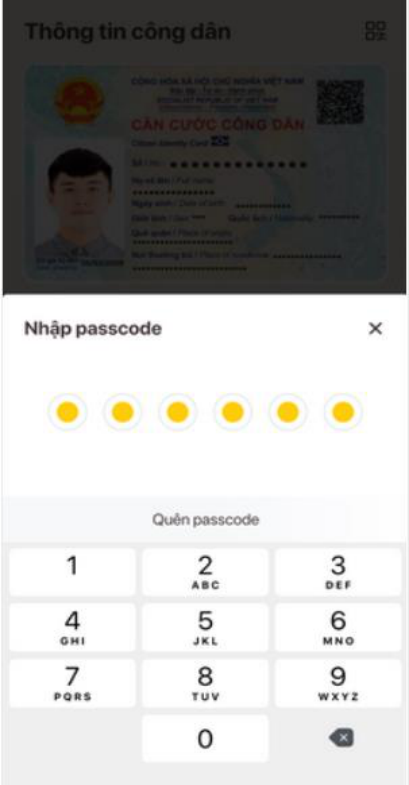 Thông tin công dân
CỘNG HÒA XÃ HỘI CHỦ NGHĨA VIỆT NAM
Độc lập - Tự do - Hạnh phúc
SOCIALIST REPUBLIC OF VIET NAM
CĂN CƯỚC CÔNG DÂN
Citizen Identity Card
Số / No.:
Họ và tên / Full name:
Ngày sinh / Date of birth:
Giới tính / Sex: Quốc tịch / Nationality:
Quê quán / Place of origin:
Nơi thường trú / Place of residence:
Nhập passcode
Quên passcode
1 2 3
ABC DEF
4 5 6
GHI JKL MNO
7 8 9
PQRS TUV WXYZ
0